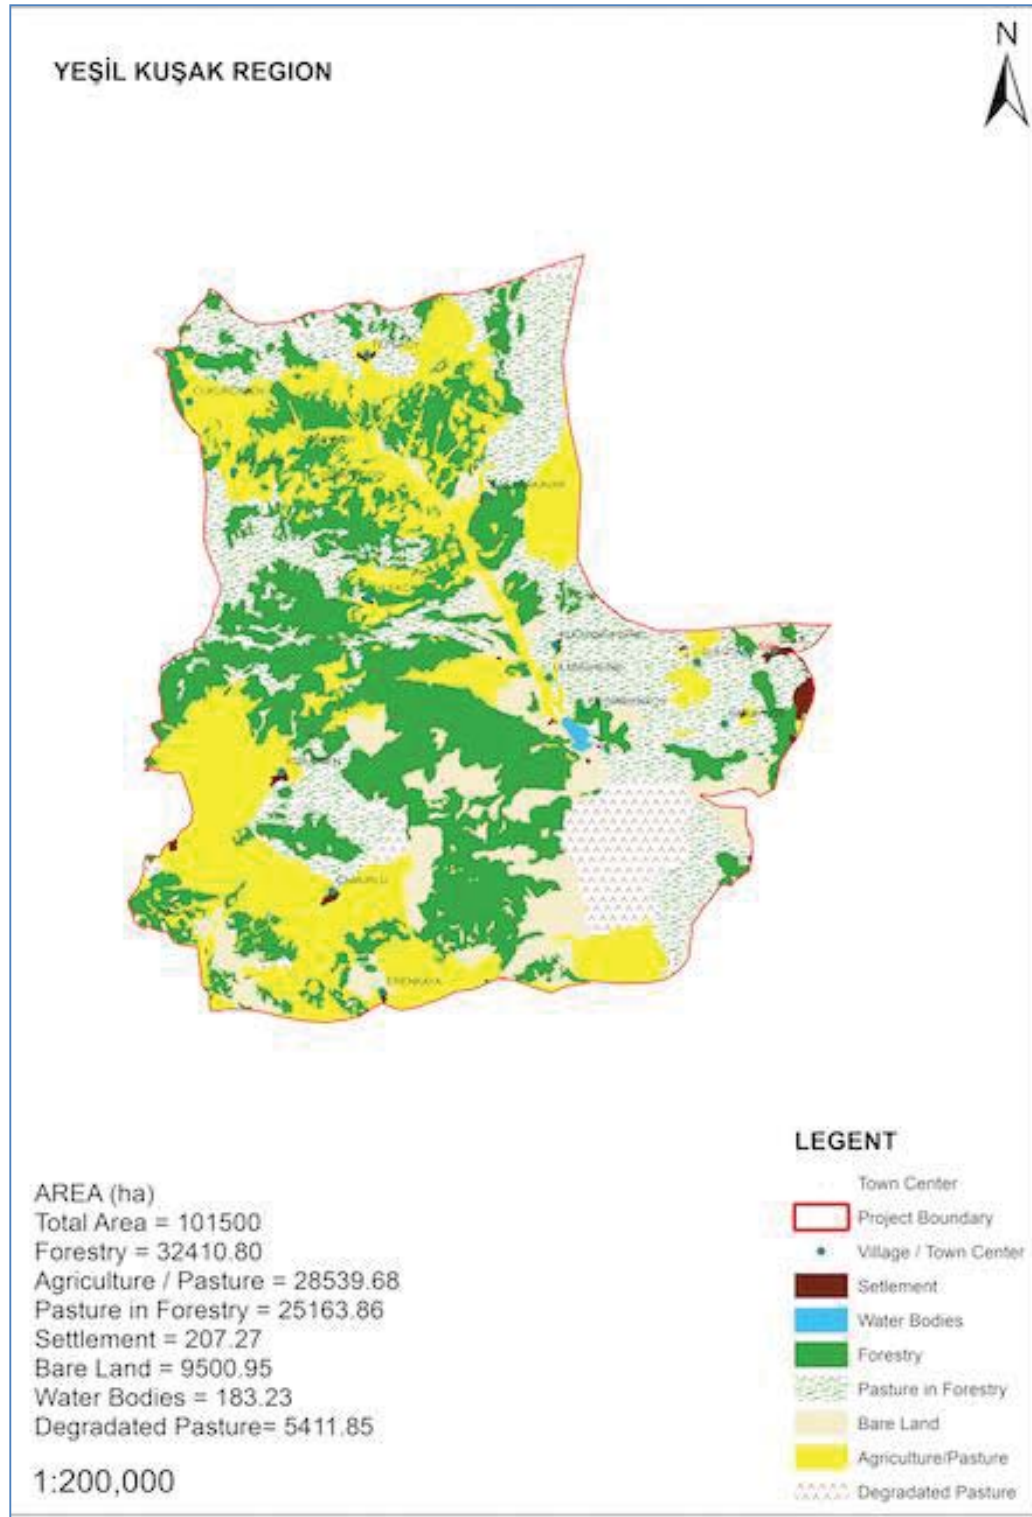 YEŞİL KUŞAK REGION
N
ERENKAYA
LEGENT
Town Center
Project Boundary
Village / Town Center
Setlement
Water Bodies
Forestry
Pasture in Forestry
Bare Land
Agriculture/Pasture
Degradated Pasture
AREA (ha)
Total Area = 101500
Forestry = 32410.80
Agriculture / Pasture = 28539.68
Pasture in Forestry = 25163.86
Settlement = 207.27
Bare Land = 9500.95
Water Bodies = 183.23
Degradated Pasture= 5411.85
1:200,000